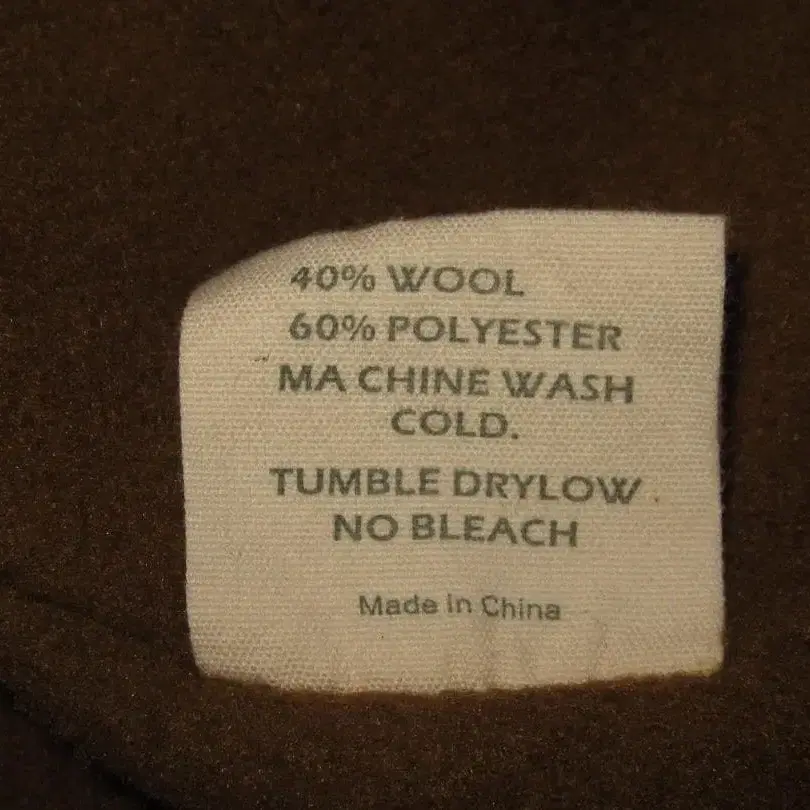 40% WOOL
60% POLYESTER
MA CHINE WASH
COLD.
TUMBLE DRYLOW.
NO BLEACH
Made in China